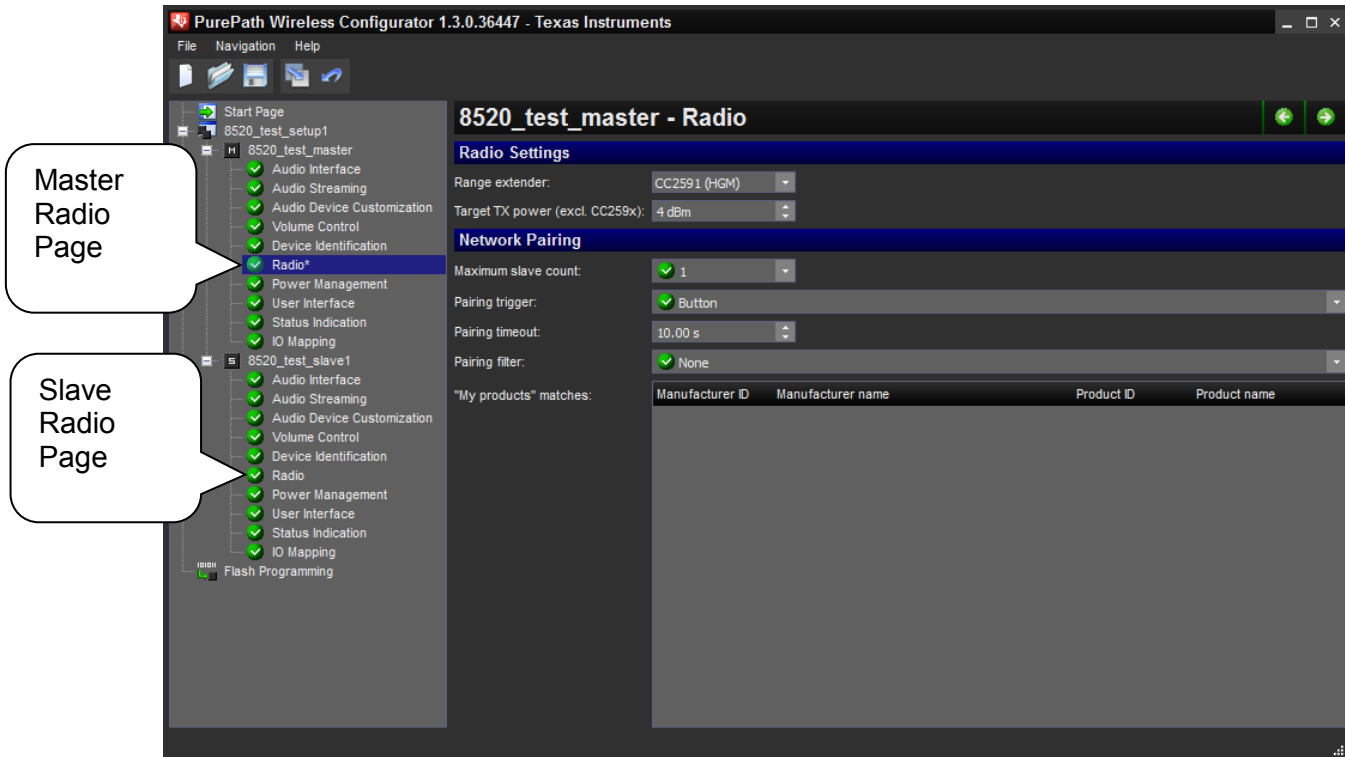 PurePath Wireless Configurator 1.3.0.36447 - Texas Instruments
File Navigation Help
Start Page
8520_test_setup1
8520_test_master
Audio Interface
Audio Streaming
Audio Device Customization
Volume Control
Device Identification
Radio*
Power Management
User Interface
Status Indication
IO Mapping
8520_test_slave1
Audio Interface
Audio Streaming
Audio Device Customization
Volume Control
Device Identification
Radio
Power Management
User Interface
Status Indication
IO Mapping
Flash Programming
Master
Radio
Page
Slave
Radio
Page
8520_test_master - Radio
Radio Settings
Range extender: CC2591 (HGM)
Target TX power (excl. CC259x): 4 dBm
Network Pairing
Maximum slave count: 1
Pairing trigger: Button
Pairing timeout: 10.00 s
Pairing filter: None
"My products" matches: Manufacturer ID Manufacturer name Product ID Product name